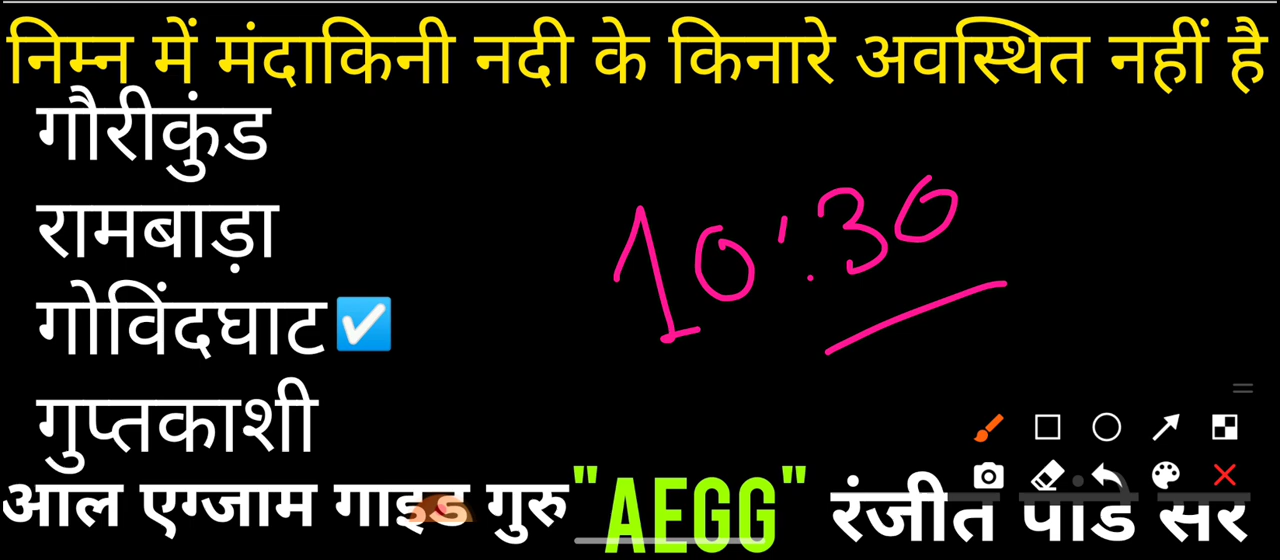 निम्न में मंदाकिनी नदी के किनारे अवस्थित नहीं है
गौरीकुंड
रामबाड़ा
10:30
गोविंदघाट
गुप्तकाशी
आल एग्जाम गाइड गुरु "AEGG" रंजीत पांडे सर